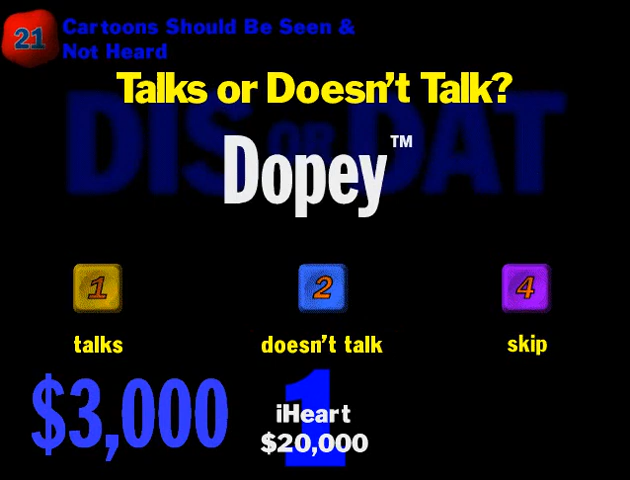 21
Cartoons Should Be Seen &
Not Heard
Talks or Doesn't Talk?
DIS OR DAT
Dopey™
1
2
4
talks
doesn't talk
skip
$3,000
1
iHeart
$20,000